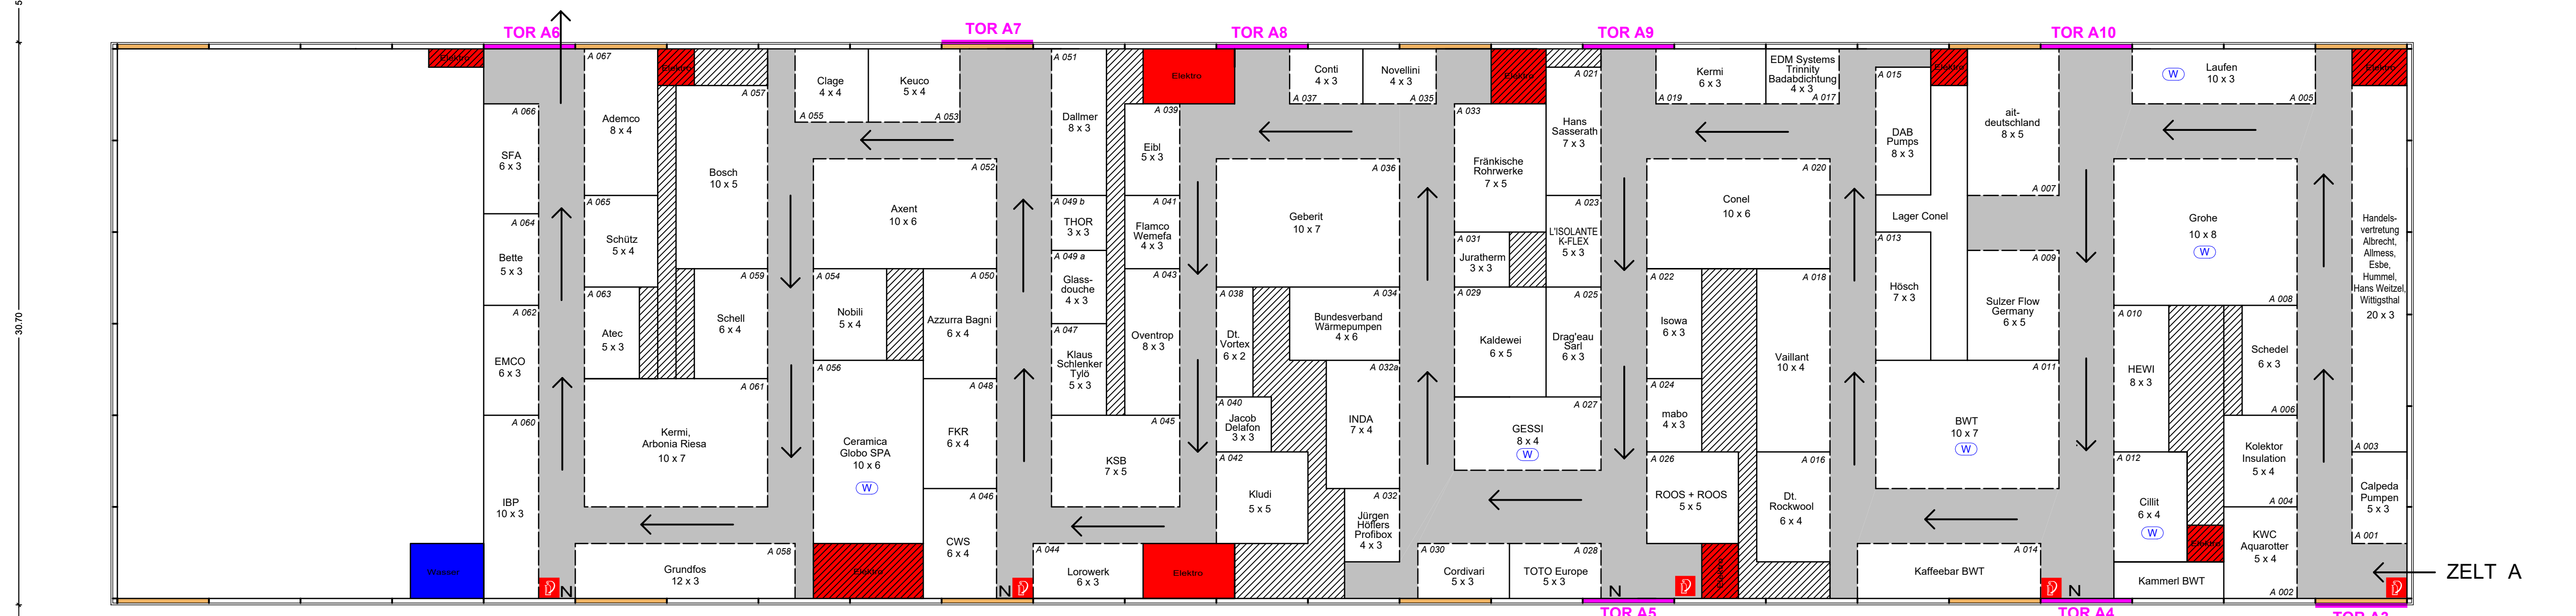 TOR A6
TOR A7
TOR A8
TOR A9
TOR A10
5
30.70
Elektro
A 066
SFA
6 x 3
A 064
Bette
5 x 3
A 062
EMCO
6 x 3
A 060
IBP
10 x 3
Wasser
N
A 067
Ademco
8 x 4
A 065
Schütz
5 x 4
A 063
Atec
5 x 3
Elektro
A 057
Bosch
10 x 5
A 059
Schell
6 x 4
A 061
Kermi,
Arbonia Riesa
10 x 7
A 058
Grundfos
12 x 3
Clage
4 x 4
A 055
Keuco
5 x 4
A 053
A 052
Axent
10 x 6
A 054
Nobili
5 x 4
A 050
Azzurra Bagni
6 x 4
A 056
Ceramica
Globo SPA
10 x 6
W
A 048
FKR
6 x 4
A 046
CWS
6 x 4
Elektro
N
A 051
Dallmer
8 x 3
A 049 b
THOR
3 x 3
A 049 a
Glass-
douche
4 x 3
A 047
Klaus
Schlenker
Tylö
5 x 3
Elektro
A 039
Eibl
5 x 3
A 041
Flamco
Wemefa
4 x 3
A 043
Oventrop
8 x 3
A 045
KSB
7 x 5
A 044
Lorowerk
6 x 3
Elektro
Conti
4 x 3
A 037
Novellini
4 x 3
A 035
A 036
Geberit
10 x 7
A 038
Dt.
Vortex
6 x 2
A 034
Bundesverband
Wärmepumpen
4 x 6
A 040
Jacob
Delafon
3 x 3
A 032a
INDA
7 x 4
A 042
Kludi
5 x 5
A 032
Jürgen
Höflers
Profibox
4 x 3
Elektro
A 021
Hans
Sasserath
7 x 3
A 033
Fränkische
Rohrwerke
7 x 5
A 023
L'ISOLANTE
K-FLEX
5 x 3
A 031
Juratherm
3 x 3
A 029
Kaldewei
6 x 5
A 025
Drag'eau
Sarl
6 x 3
A 027
GESSI
8 x 4
W
A 030
Cordivari
5 x 3
A 028
TOTO Europe
5 x 3
N
TOR A5
Kermi
6 x 3
A 019
EDM Systems
Trinnity
Badabdichtung
4 x 3
A 017
A 020
Conel
10 x 6
A 022
Isowa
6 x 3
A 018
Vaillant
10 x 4
A 024
mabo
4 x 3
A 026
ROOS + ROOS
5 x 5
A 016
Dt.
Rockwool
6 x 4
Elektro
A 015
DAB
Pumps
8 x 3
Elektro
ait-
deutschland
8 x 5
A 007
Lager Conel
A 013
Hösch
7 x 3
A 009
Sulzer Flow
Germany
6 x 5
A 011
BWT
10 x 7
W
A 014
Kaffeebar BWT
N
TOR A4
W
Laufen
10 x 3
A 005
Grohe
10 x 8
W
A 008
A 010
HEWI
8 x 3
Schedel
6 x 3
A 006
Kolektor
Insulation
5 x 4
A 004
A 012
Cillit
6 x 4
W
Elektro
KWC
Aquarotter
5 x 4
A 002
Kammerl BWT
Elektro
Handels-
vertretung
Albrecht,
Allmess,
Esbe,
Hummel,
Hans Weitzel,
Wittigsthal
20 x 3
A 003
Calpeda
Pumpen
5 x 3
A 001
ZELT A
TOR A3